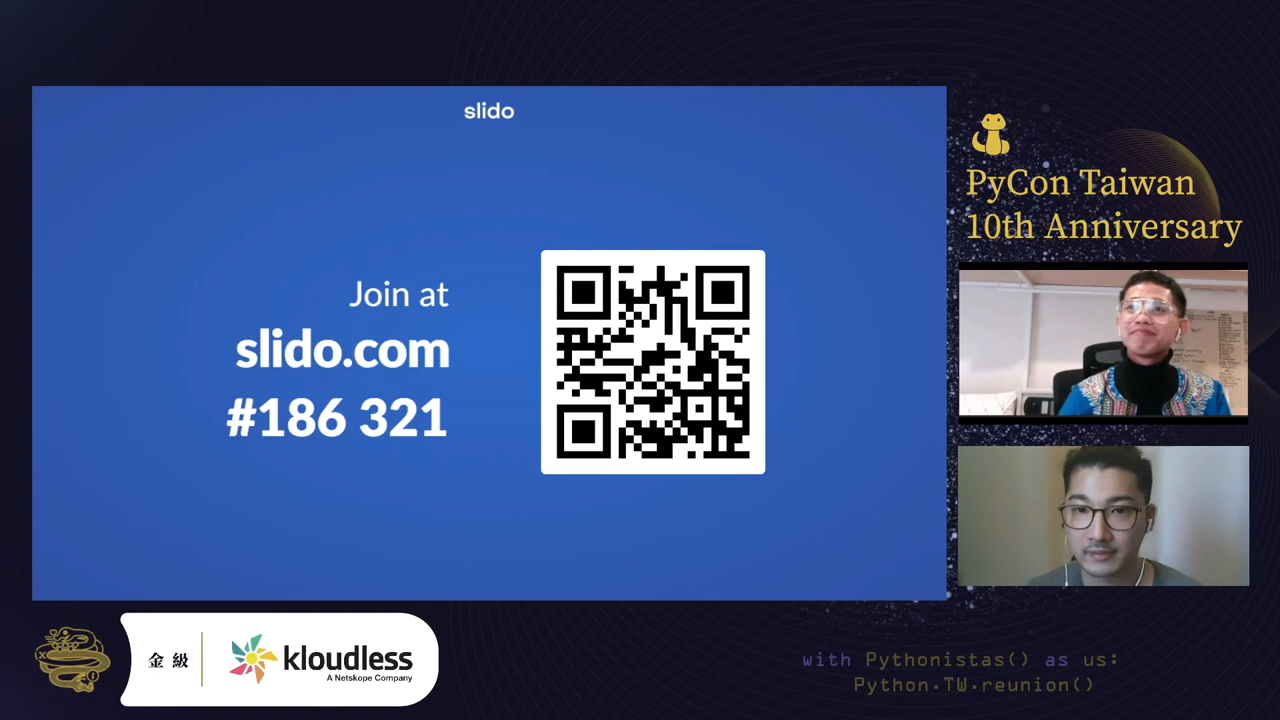 slido
Join at
slido.com
#186 321
PyCon Taiwan
10th Anniversary
金級
kloudless
A Netskope Company
with Pythonistas() as us:
Python.TW.reunion()